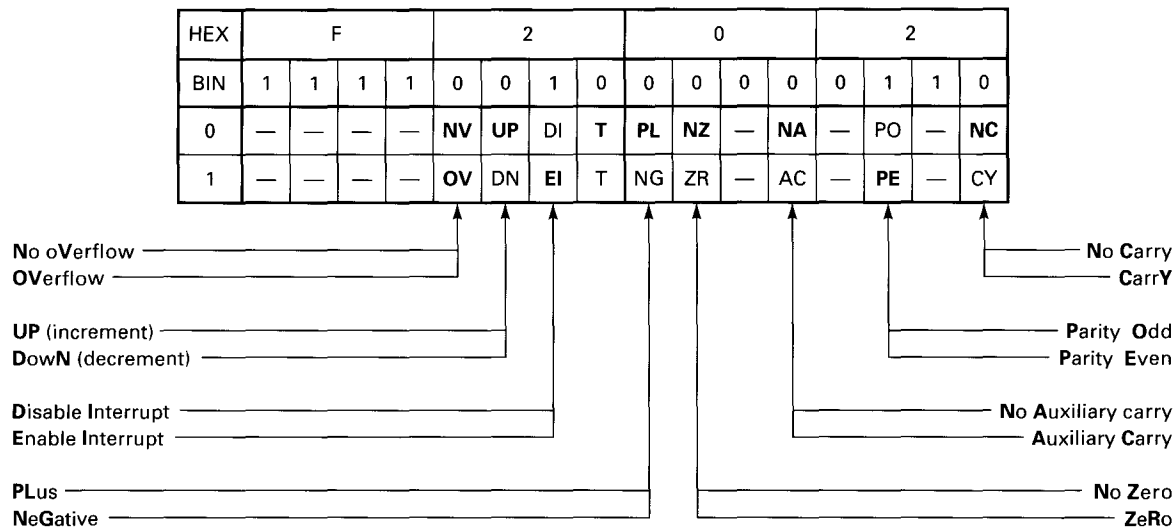 HEX F 2 0 2
BIN 1 1 1 1 0 0 1 0 0 0 0 0 0 1 1 0
0 — — — — NV UP DI T PL NZ — NA — PO — NC
1 — — — — OV DN EI T NG ZR — AC — PE — CY
No oVerflow
OVerflow
UP (increment)
DowN (decrement)
Disable Interrupt
Enable Interrupt
PLus
NeGative
No Carry
CarrY
Parity Odd
Parity Even
No Auxiliary carry
Auxiliary Carry
No Zero
ZeRo